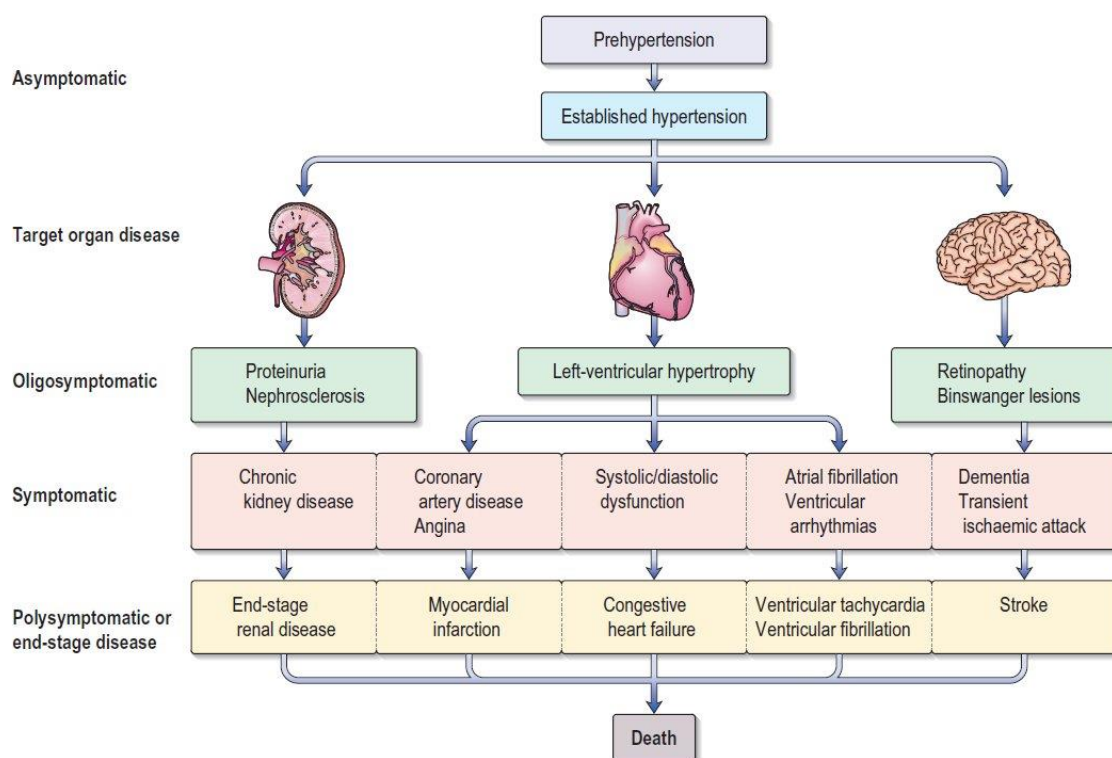 Prehypertension
Asymptomatic
Established hypertension
Target organ disease
Oligosymptomatic
Proteinuria
Nephrosclerosis
Left-ventricular hypertrophy
Retinopathy
Binswanger lesions
Symptomatic
Chronic
kidney disease
Coronary
artery disease
Angina
Systolic/diastolic
dysfunction
Atrial fibrillation
Ventricular
arrhythmias
Dementia
Transient
ischaemic attack
Polysymptomatic or
end-stage disease
End-stage
renal disease
Myocardial
infarction
Congestive
heart failure
Ventricular tachycardia
Ventricular fibrillation
Stroke
Death